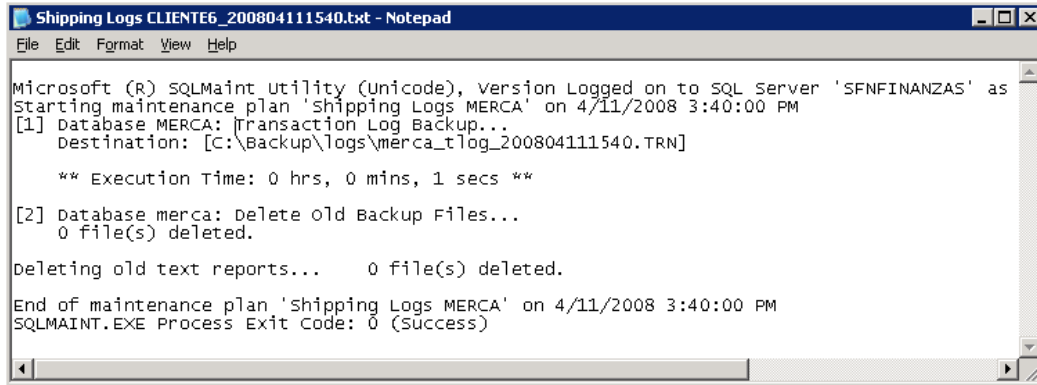 Shipping Logs CLIENTE6_200804111540.txt - Notepad
File Edit Format View Help
Microsoft (R) SQLMaint Utility (Unicode), Version Logged on to SQL Server 'SFNFINANZAS' as
Starting maintenance plan 'Shipping Logs MERCA' on 4/11/2008 3:40:00 PM
[1] Database MERCA: Transaction Log Backup...
Destination: [C:\Backup\logs\merca_tlog_200804111540.TRN]
** Execution Time: 0 hrs, 0 mins, 1 secs **
[2] Database merca: Delete Old Backup Files...
0 file(s) deleted.
Deleting old text reports... 0 file(s) deleted.
End of maintenance plan 'Shipping Logs MERCA' on 4/11/2008 3:40:00 PM
SQLMAINT.EXE Process Exit Code: 0 (Success)